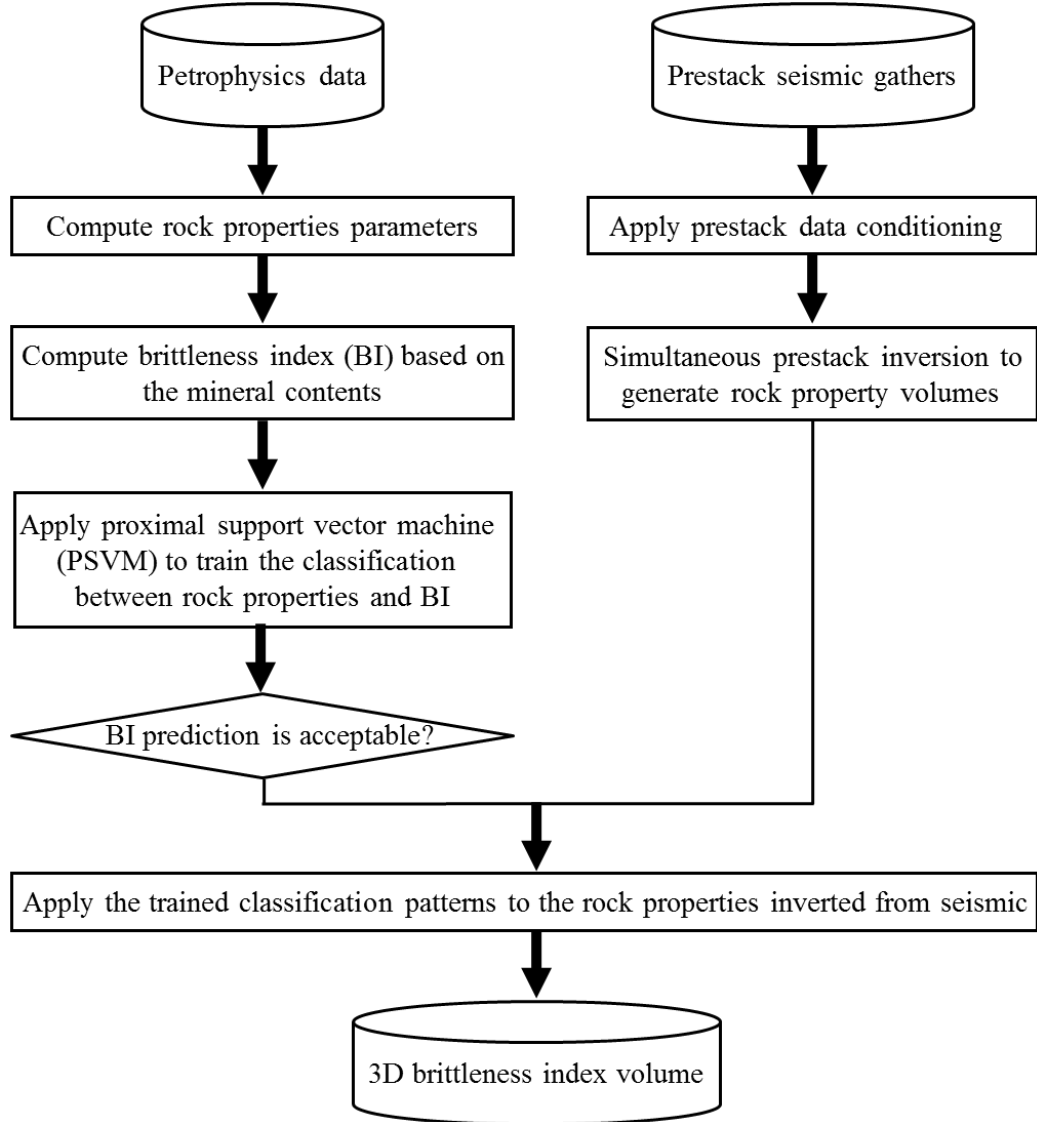 Petrophysics data
Prestack seismic gathers
Compute rock properties parameters
Apply prestack data conditioning
Compute brittleness index (BI) based on
the mineral contents
Simultaneous prestack inversion to
generate rock property volumes
Apply proximal support vector machine
(PSVM) to train the classification
between rock properties and BI
BI prediction is acceptable?
Apply the trained classification patterns to the rock properties inverted from seismic
3D brittleness index volume